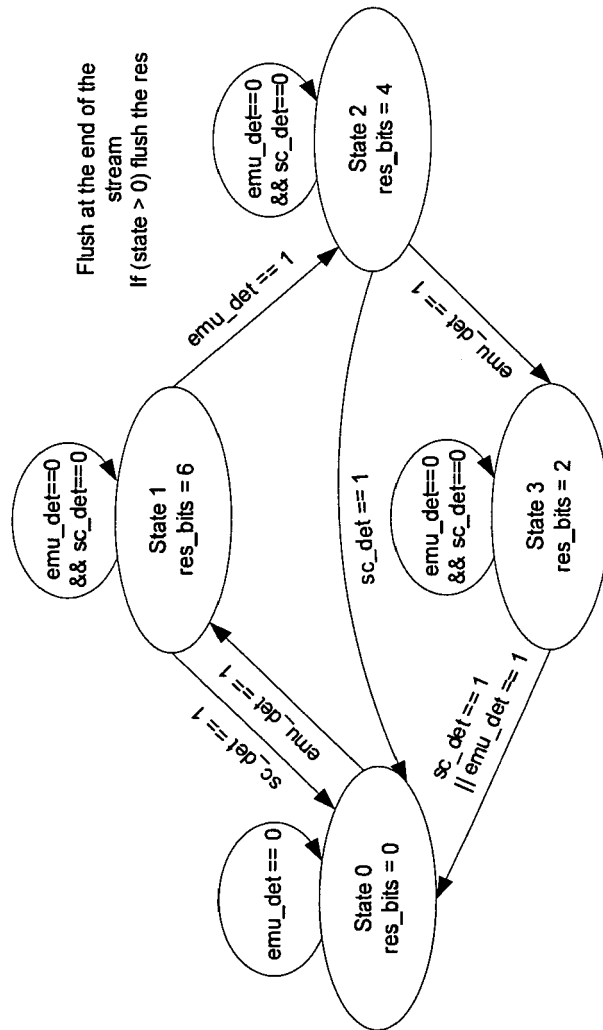 Flush at the end of the
stream
If (state > 0) flush the res
emu_det==0
&& sc_det==0
State 1
res_bits = 6
emu_det == 1
sc_det == 1
emu_det == 1
emu_det == 0
State 0
res_bits = 0
sc_det == 1
emu_det==0
&& sc_det==0
State 2
res_bits = 4
emu_det == 1
emu_det==0
&& sc_det==0
State 3
res_bits = 2
sc_det == 1
|| emu_det == 1